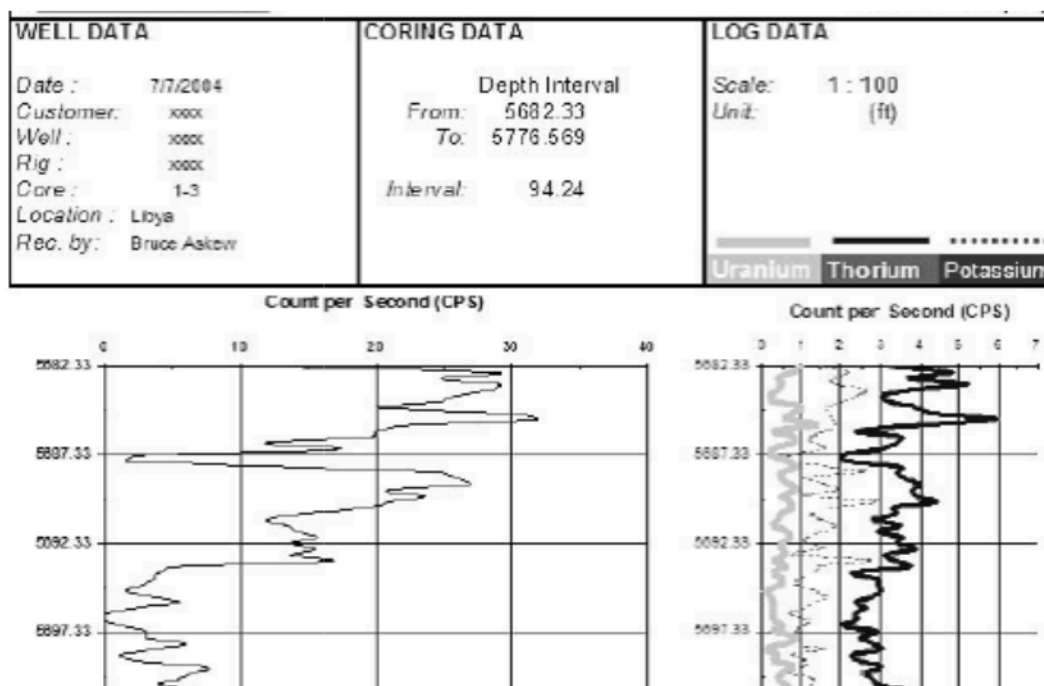 WELL DATA
Date : 7/7/2004
Customer: xxxx
Well : xxxx
Rig : xxxx
Core : 1-3
Location : Libya
Rec. by: Bruce Askew
CORING DATA
Depth Interval
From: 5682.33
To: 5776.569
Interval: 94.24
LOG DATA
Scale: 1 : 100
Unit: (ft)
Uranium Thorium Potassium
Count per Second (CPS)
0 10 20 30 40
5682.33
5687.33
5692.33
5697.33
Count per Second (CPS)
0 1 2 3 4 5 6 7
5682.33
5687.33
5692.33
5697.33